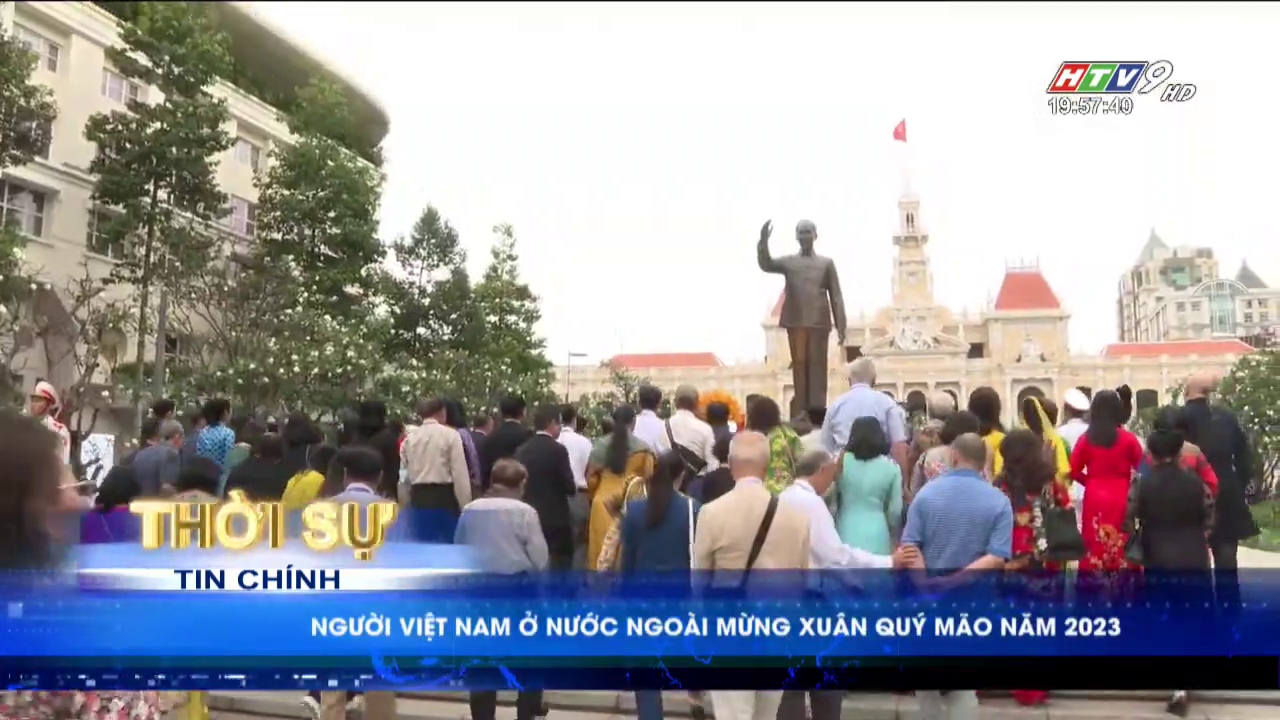 HTV9 HD
19:57:40
THỜI SỰ
TIN CHÍNH
NGƯỜI VIỆT NAM Ở NƯỚC NGOÀI MỪNG XUÂN QUÝ MÃO NĂM 2023